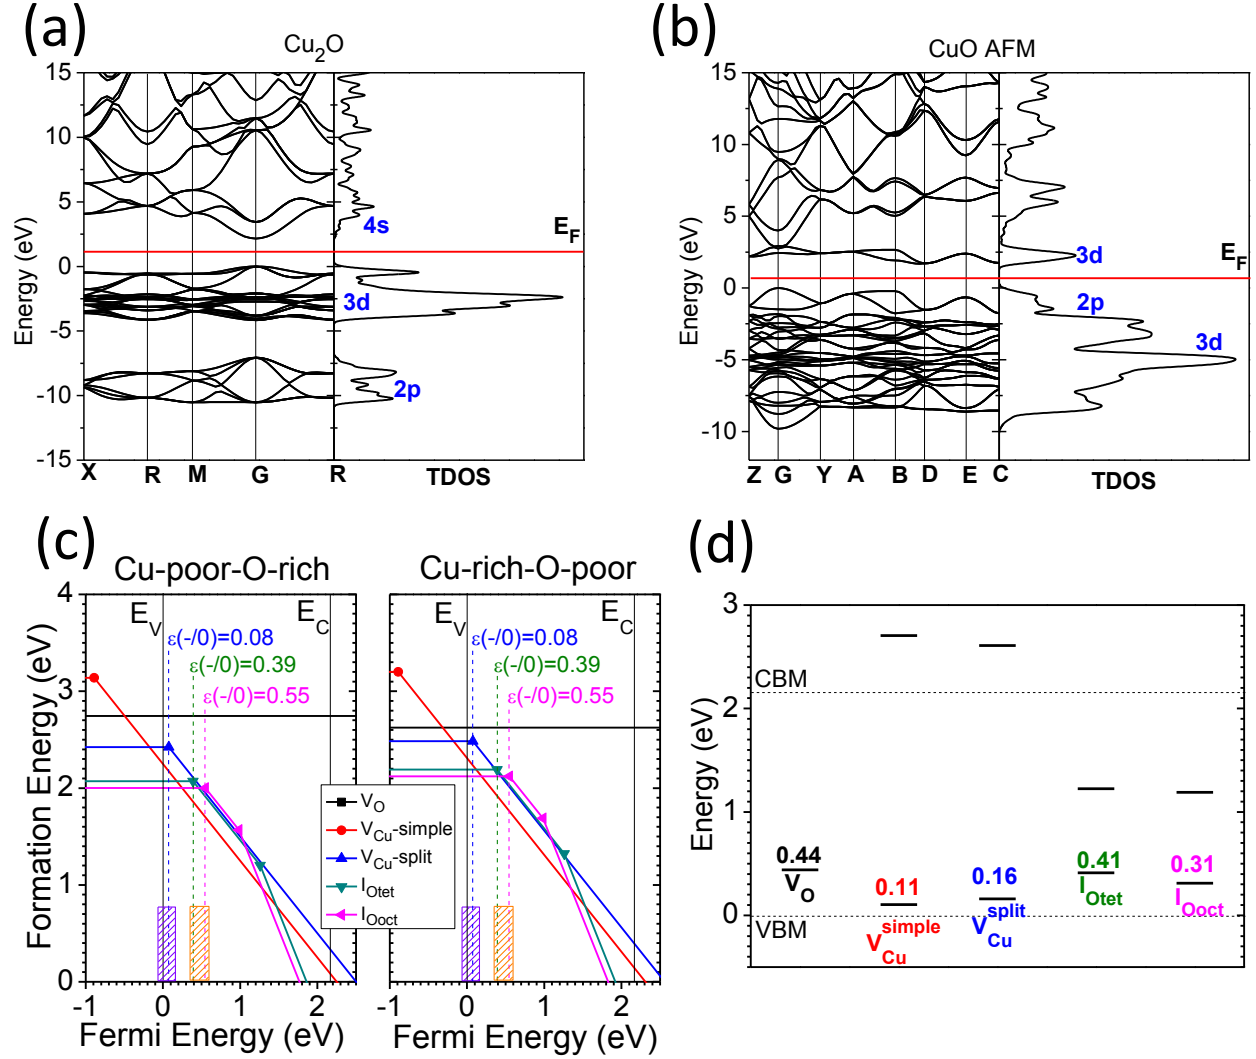 (a)
Cu2O
15
10
5
0
-5
-10
-15
Energy (eV)
4s
EF
3d
2p
X R M G R
TDOS
(b)
CuO AFM
15
10
5
0
-5
-10
Energy (eV)
3d
EF
2p
3d
Z G Y A B D E C
TDOS
(c)
Cu-poor-O-rich
Cu-rich-O-poor
4
3
2
1
0
Formation Energy (eV)
EV
EC
ε(-/0)=0.08
ε(-/0)=0.39
ε(-/0)=0.55
EV
EC
ε(-/0)=0.08
ε(-/0)=0.39
ε(-/0)=0.55
VO
VCu-simple
VCu-split
IOtet
IOoct
-1 0 1 2
Fermi Energy (eV)
-1 0 1 2
Fermi Energy (eV)
(d)
3
2
1
0
Energy (eV)
CBM
VBM
0.44
VO
0.11
VCu simple
0.16
VCu split
0.41
IOtet
0.31
IOoct